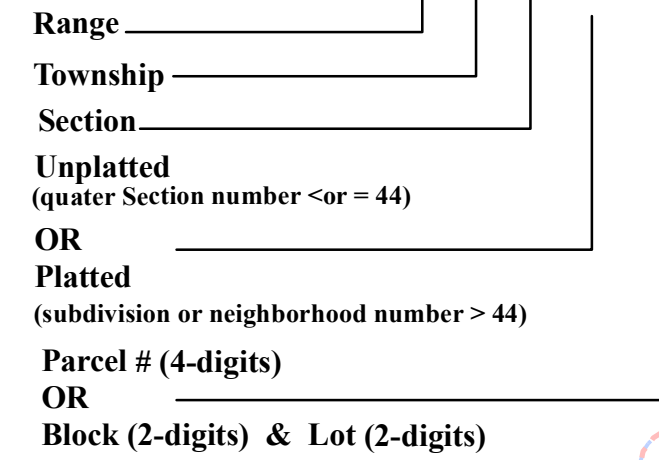 Range
Township
Section
Unplatted
(quater Section number <or = 44)
OR
Platted
(subdivision or neighborhood number > 44)
Parcel # (4-digits)
OR
Block (2-digits) & Lot (2-digits)